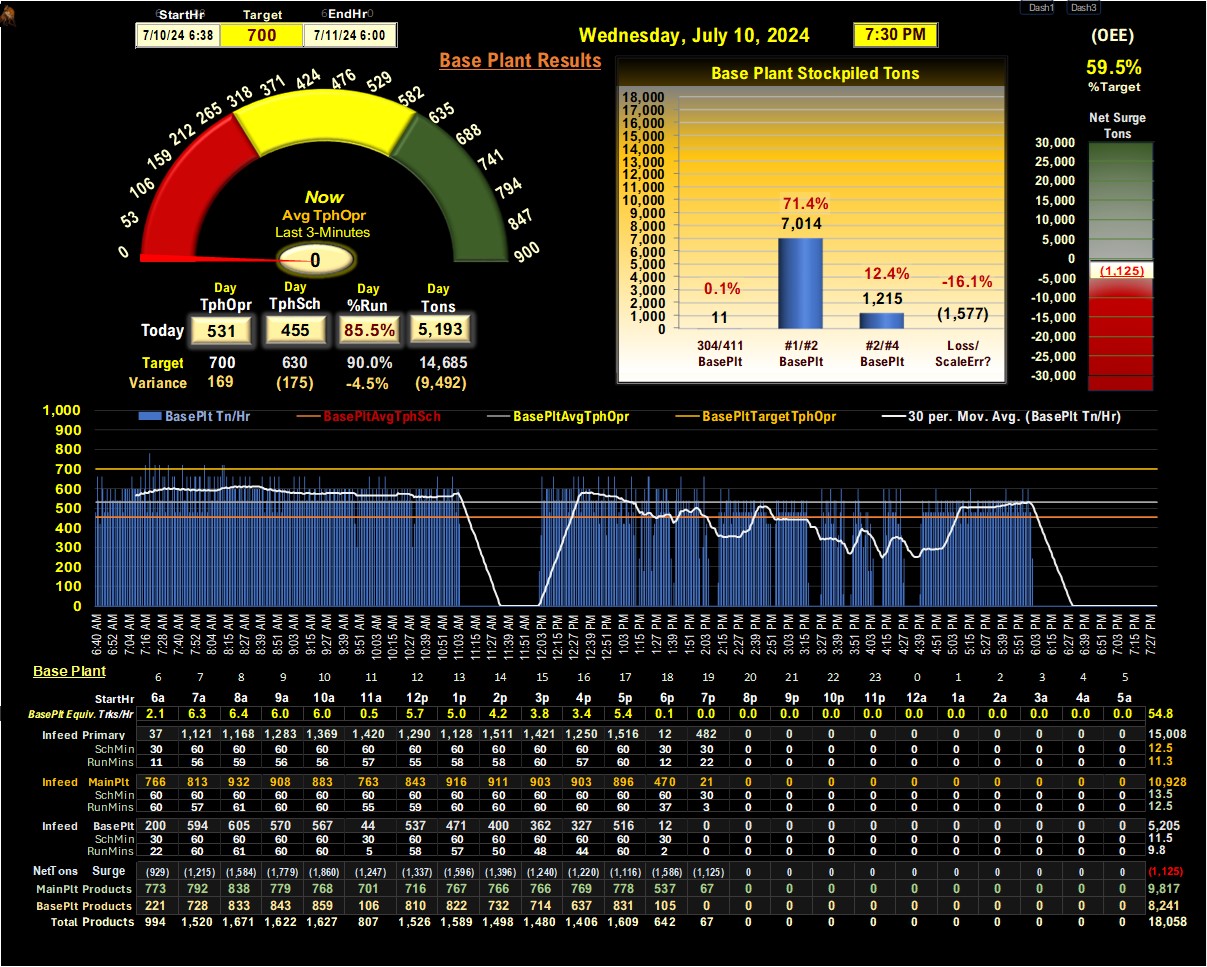 StartHr Target EndHr
7/10/24 6:38 700 7/11/24 6:00
Wednesday, July 10, 2024 7:30 PM
Dash1 Dash3
(OEE)
59.5%
%Target
Base Plant Results
0 53 106 159 212 265 318 371 424 476 529 582 635 688 741 794 847 900
Now
Avg TphOpr
Last 3-Minutes
0
Day Day Day Day
TphOpr TphSch %Run Tons
Today 531 455 85.5% 5,193
Target 700 630 90.0% 14,685
Variance 169 (175) -4.5% (9,492)
Base Plant Stockpiled Tons
18,000
17,000
16,000
15,000
14,000
13,000
12,000
11,000
10,000
9,000
8,000
7,000
6,000
5,000
4,000
3,000
2,000
1,000
0
0.1% 71.4% 12.4% -16.1%
11 7,014 1,215 (1,577)
304/411 #1/#2 #2/#4 Loss/
BasePlt BasePlt BasePlt ScaleErr?
Net Surge
Tons
30,000
25,000
20,000
15,000
10,000
5,000
0
(1,125)
-5,000
-10,000
-15,000
-20,000
-25,000
-30,000
BasePlt Tn/Hr BasePltAvgTphSch BasePltAvgTphOpr BasePltTargetTphOpr 30 per. Mov. Avg. (BasePlt Tn/Hr)
1,000
900
800
700
600
500
400
300
200
100
0
6:40 AM 6:52 AM 7:04 AM 7:16 AM 7:28 AM 7:40 AM 7:52 AM 8:04 AM 8:15 AM 8:27 AM 8:39 AM 8:51 AM 9:03 AM 9:15 AM 9:27 AM 9:39 AM 9:51 AM 10:03 AM 10:15 AM 10:27 AM 10:39 AM 10:51 AM 11:03 AM 11:15 AM 11:27 AM 11:39 AM 11:51 AM 12:03 PM 12:15 PM 12:27 PM 12:39 PM 12:51 PM 1:03 PM 1:15 PM 1:27 PM 1:39 PM 1:51 PM 2:03 PM 2:15 PM 2:27 PM 2:39 PM 2:51 PM 3:03 PM 3:15 PM 3:27 PM 3:39 PM 3:51 PM 4:03 PM 4:15 PM 4:27 PM 4:39 PM 4:51 PM 5:03 PM 5:15 PM 5:27 PM 5:39 PM 5:51 PM 6:03 PM 6:15 PM 6:27 PM 6:39 PM 6:51 PM 7:03 PM 7:15 PM 7:27 PM
Base Plant 6 7 8 9 10 11 12 13 14 15 16 17 18 19 20 21 22 23 0 1 2 3 4 5
StartHr 6a 7a 8a 9a 10a 11a 12p 1p 2p 3p 4p 5p 6p 7p 8p 9p 10p 11p 12a 1a 2a 3a 4a 5a
BasePlt Equiv. Trks/Hr 2.1 6.3 6.4 6.0 6.0 0.5 5.7 5.0 4.2 3.8 3.4 5.4 0.1 0.0 0.0 0.0 0.0 0.0 0.0 0.0 0.0 0.0 0.0 0.0 54.8
Infeed Primary 37 1,121 1,168 1,283 1,369 1,420 1,290 1,128 1,511 1,421 1,250 1,516 12 482 0 0 0 0 0 0 0 0 0 0 15,008
SchMin 30 60 60 60 60 60 60 60 60 60 60 60 30 30 0 0 0 0 0 0 0 0 0 0 12.5
RunMins 11 56 59 56 56 57 55 58 58 60 57 60 12 22 0 0 0 0 0 0 0 0 0 0 11.3
Infeed MainPlt 766 813 932 908 883 763 843 916 911 903 903 896 470 21 0 0 0 0 0 0 0 0 0 0 10,928
SchMin 60 60 60 60 60 60 60 60 60 60 60 60 60 30 0 0 0 0 0 0 0 0 0 0 13.5
RunMins 60 57 61 60 60 55 59 60 60 60 60 60 37 3 0 0 0 0 0 0 0 0 0 0 12.5
Infeed BasePlt 200 594 605 570 567 44 537 471 400 362 327 516 12 0 0 0 0 0 0 0 0 0 0 0 5,205
SchMin 30 60 60 60 60 30 60 60 60 60 60 60 30 0 0 0 0 0 0 0 0 0 0 0 11.5
RunMins 22 60 61 60 60 5 58 57 50 48 44 60 2 0 0 0 0 0 0 0 0 0 0 0 9.8
NetTons Surge (929) (1,215) (1,584) (1,779) (1,860) (1,247) (1,337) (1,596) (1,396) (1,240) (1,220) (1,116) (1,586) (1,125) 0 0 0 0 0 0 0 0 0 0 (1,125)
MainPlt Products 773 792 838 779 768 701 716 767 766 766 769 778 537 67 0 0 0 0 0 0 0 0 0 0 9,817
BasePlt Products 221 728 833 843 859 106 810 822 732 714 637 831 105 0 0 0 0 0 0 0 0 0 0 0 8,241
Total Products 994 1,520 1,671 1,622 1,627 807 1,526 1,589 1,498 1,480 1,406 1,609 642 67 0 0 0 0 0 0 0 0 0 0 18,058